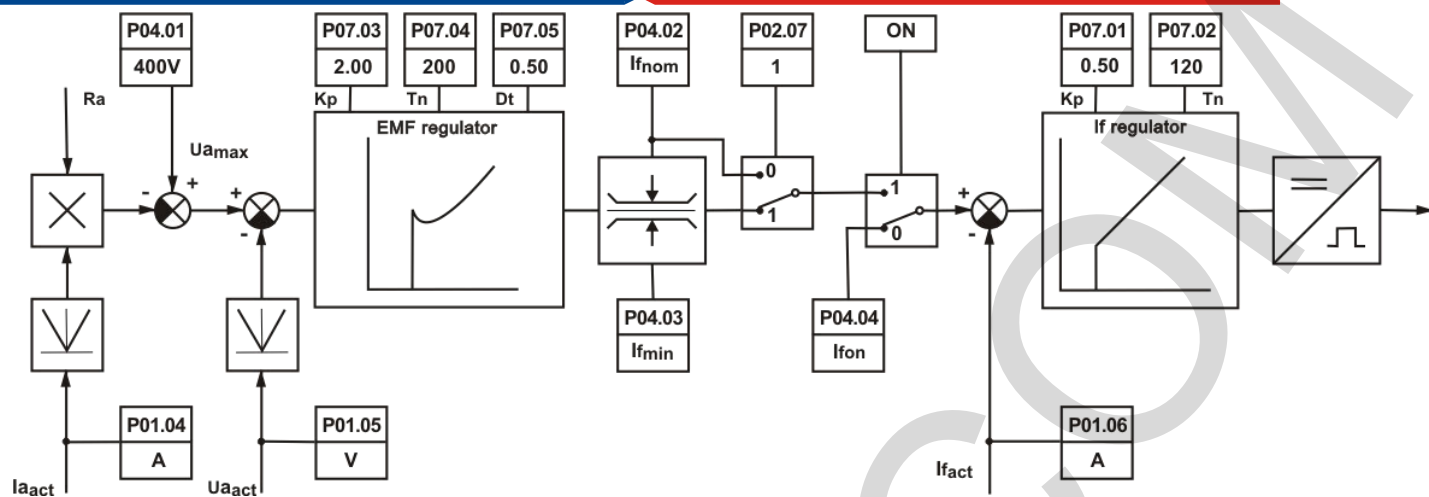 P04.01
400V
P07.03
2.00
P07.04
200
P07.05
0.50
P04.02
Ifnom
P02.07
1
ON
P07.01
0.50
P07.02
120
Ra
Kp
Tn
Dt
Kp
Tn
EMF regulator
If regulator
Uamax
0
1
1
0
-
+
+
-
+
-
P04.03
Ifmin
P04.04
Ifon
P01.04
A
P01.05
V
P01.06
A
Iaact
Uaact
Ifact
COM